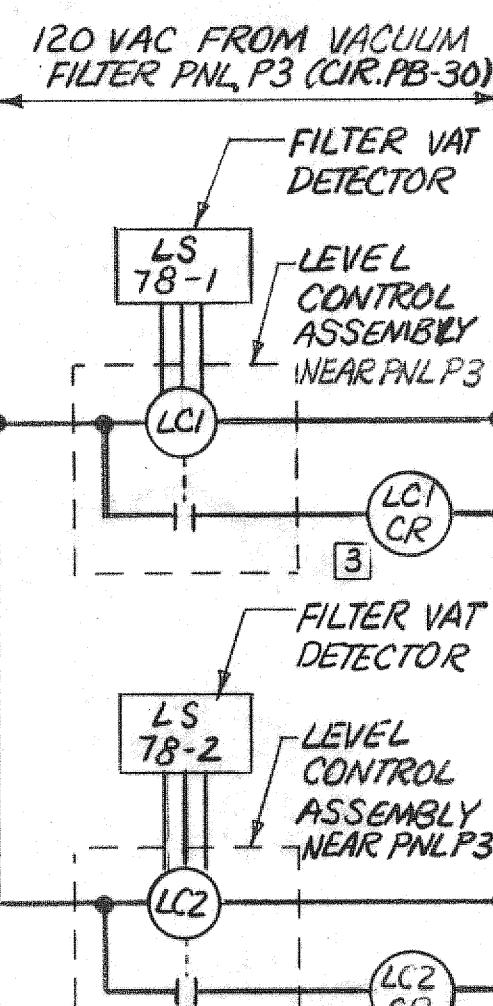 120 VAC FROM VACUUM
FILTER PNL P3 (CIR.PB-30)
FILTER VAT
DETECTOR
LS
78-1
LEVEL
CONTROL
ASSEMBLY
NEAR PNL P3
LC1
LC1
CR
3
FILTER VAT
DETECTOR
LS
78-2
LEVEL
CONTROL
ASSEMBLY
NEAR PNL P3
LC2
LC2